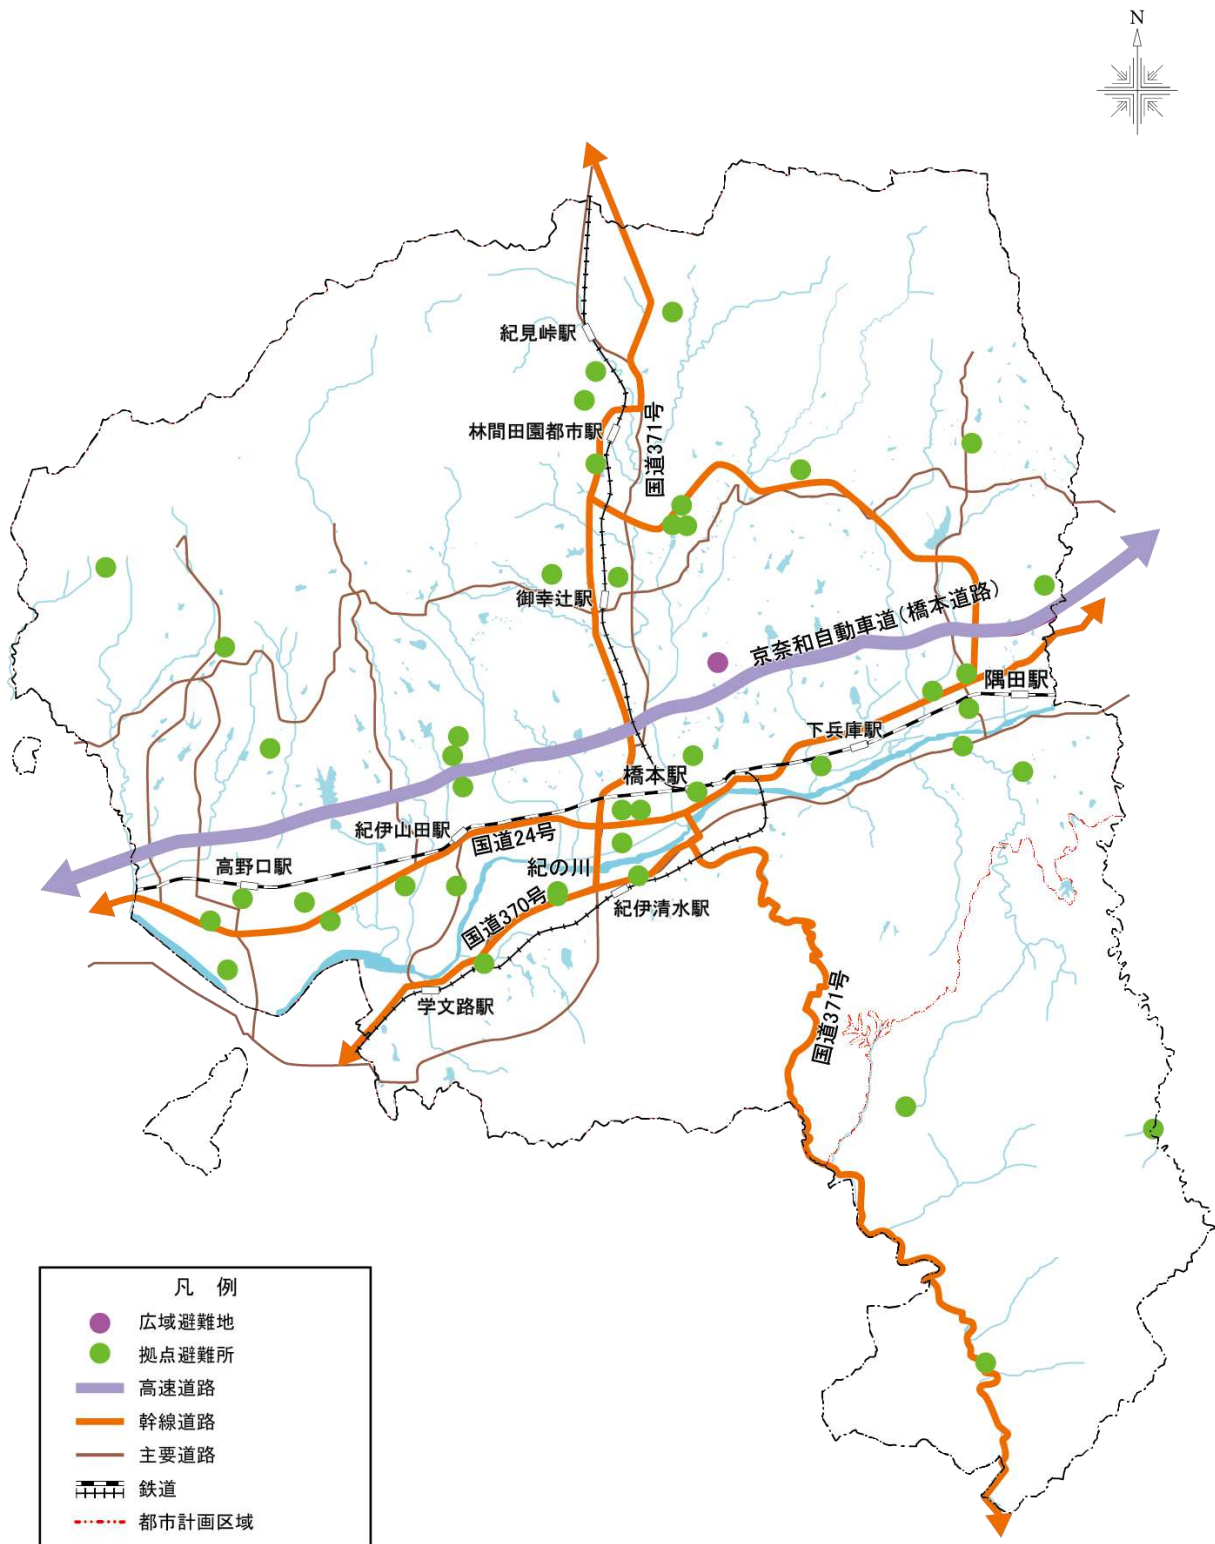 N
紀見峠駅
林間田園都市駅
国道371号
御幸辻駅
京奈和自動車道(橋本道路)
隅田駅
下兵庫駅
橋本駅
紀伊山田駅
国道24号
高野口駅
紀の川
国道370号
紀伊清水駅
学文路駅
国道371号
凡 例
広域避難地
拠点避難所
高速道路
幹線道路
主要道路
鉄道
都市計画区域